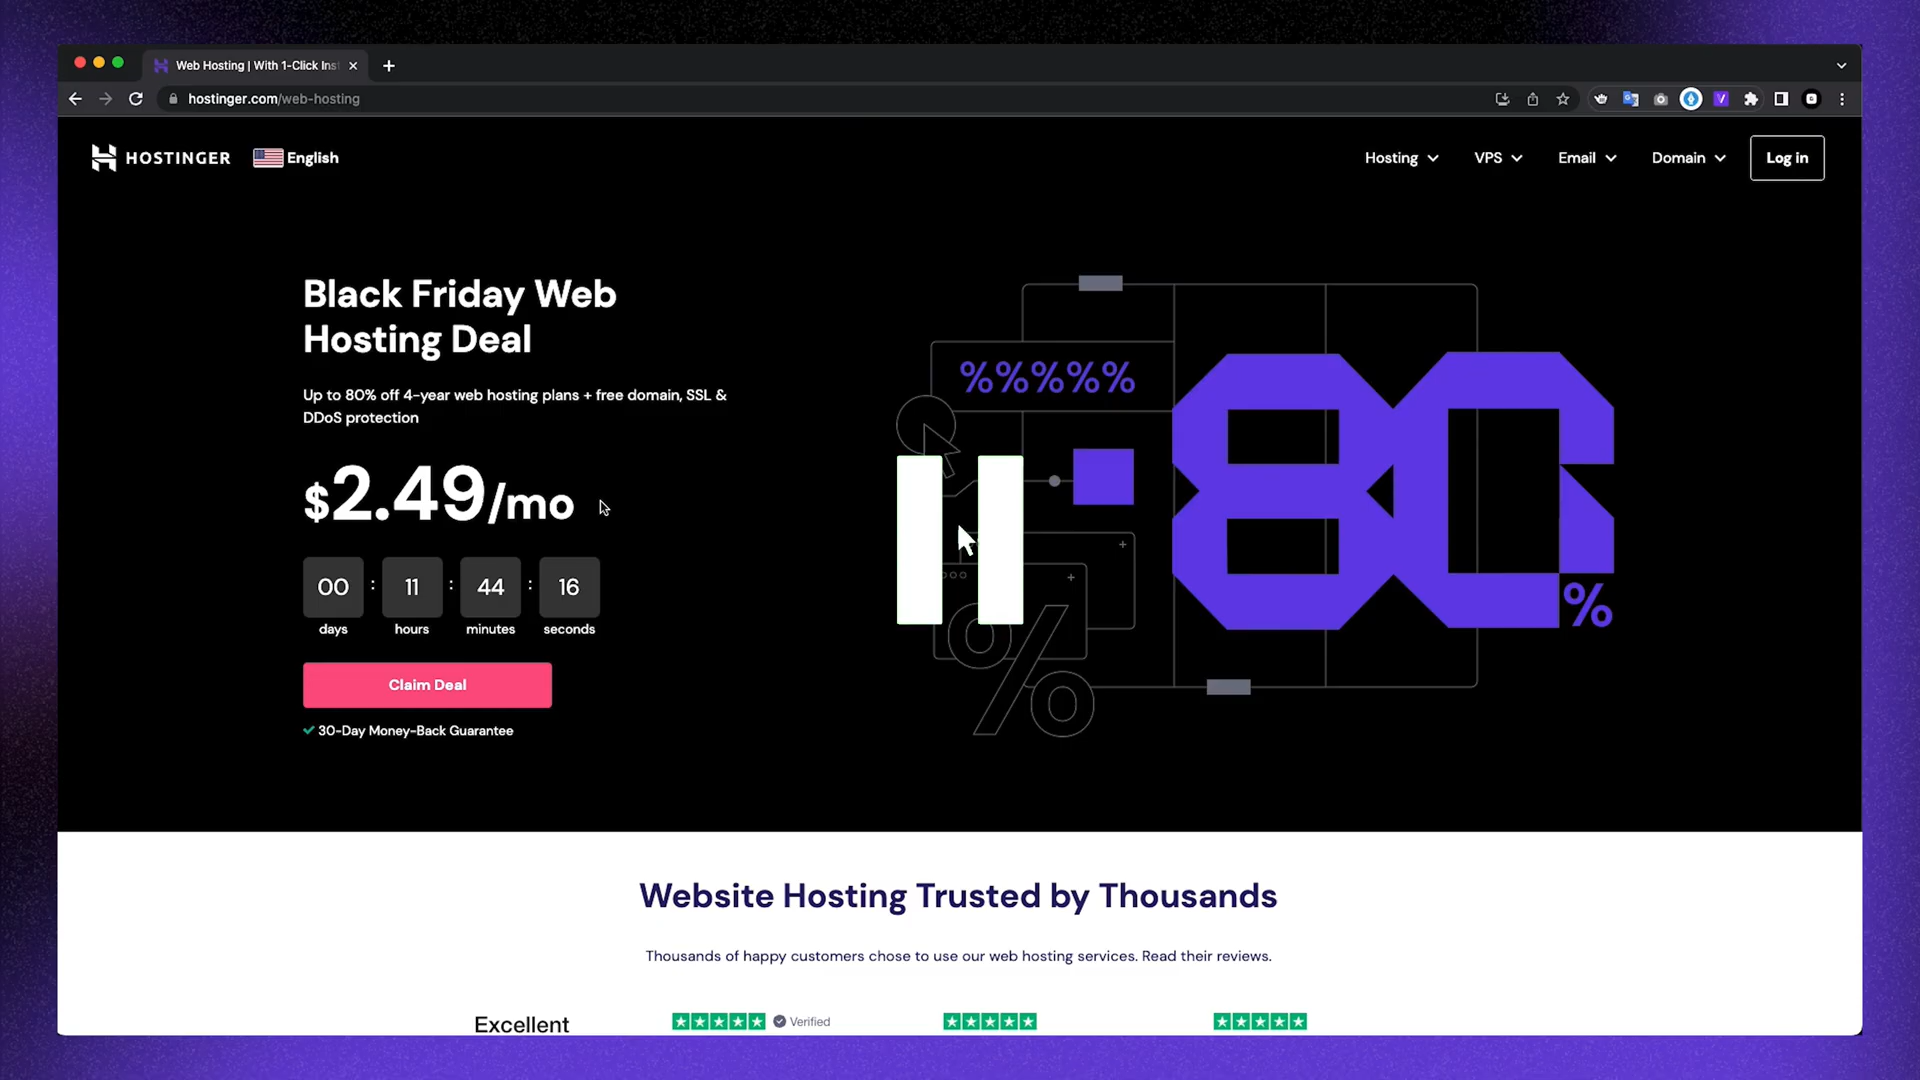 Web Hosting | With 1-Click Ins
hostinger.com/web-hosting
HOSTINGER
English
Hosting
VPS
Email
Domain
Log in
Black Friday Web
Hosting Deal
Up to 80% off 4-year web hosting plans + free domain, SSL &
DDoS protection
$2.49/mo
00 : 11 : 44 : 16
days hours minutes seconds
Claim Deal
30-Day Money-Back Guarantee
%%%%%
-80%
%
Website Hosting Trusted by Thousands
Thousands of happy customers chose to use our web hosting services. Read their reviews.
Excellent
Verified